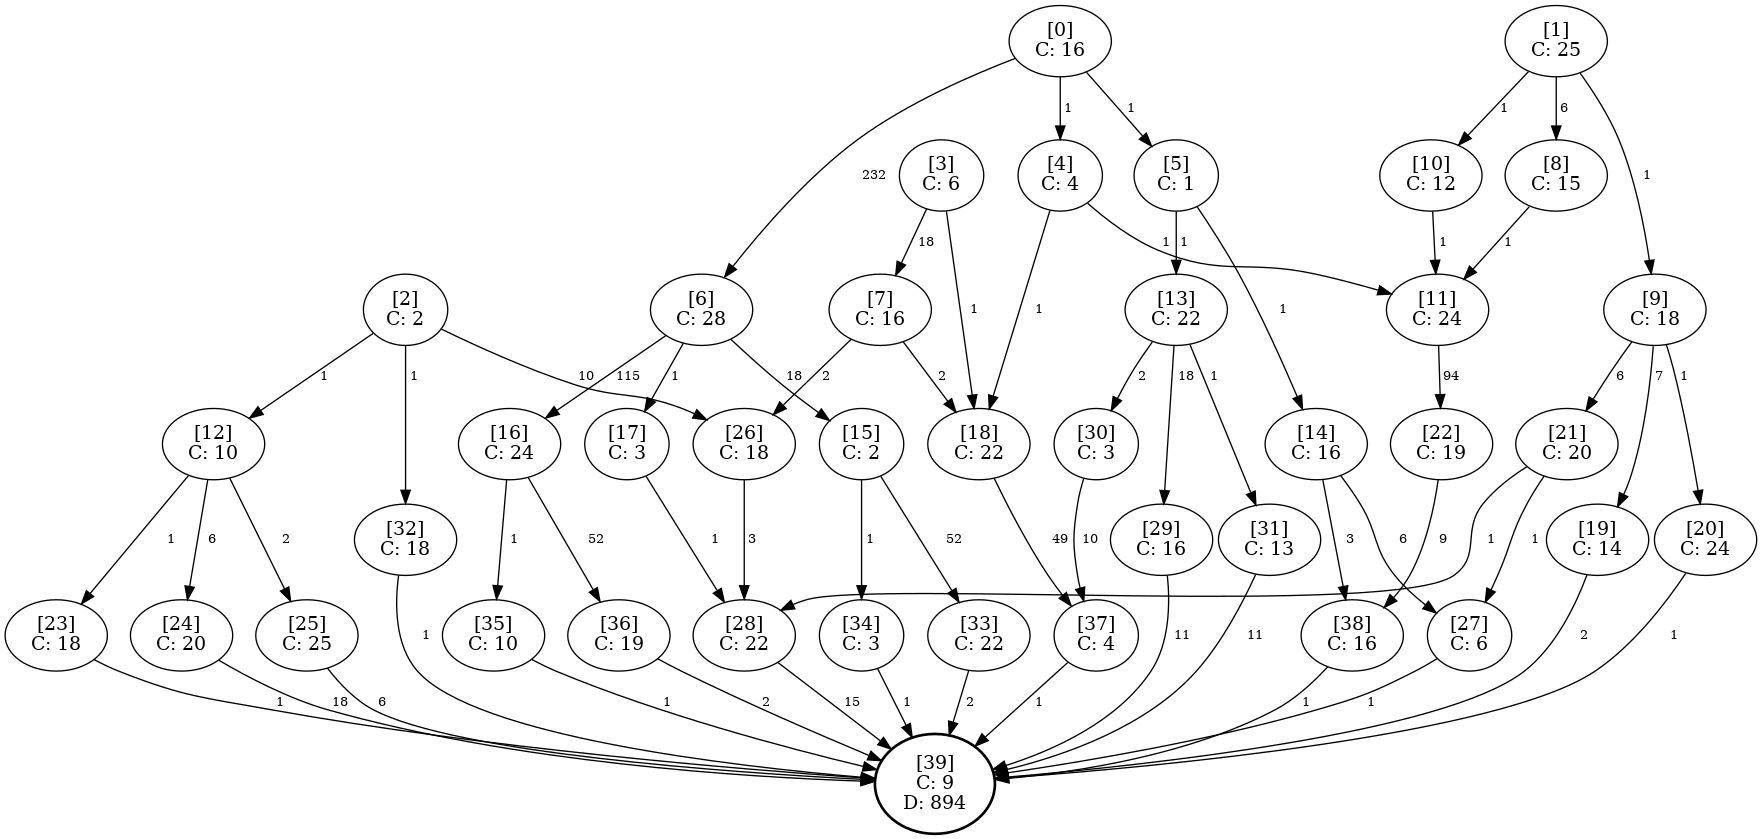 [0]
C: 16
[1]
C: 25
1
1
1
6
232
[3]
C: 6
[4]
C: 4
[5]
C: 1
[10]
C: 12
[8]
C: 15
1
18
1
1
1
1
[2]
C: 2
[6]
C: 28
[7]
C: 16
1
1
[13]
C: 22
1
[11]
C: 24
[9]
C: 18
1
1
10
115
1
18
2
2
2
18
1
94
6
7
1
[12]
C: 10
[16]
C: 24
[17]
C: 3
[26]
C: 18
[15]
C: 2
[18]
C: 22
[30]
C: 3
[14]
C: 16
[22]
C: 19
[21]
C: 20
1
6
2
[32]
C: 18
1
52
1
3
1
52
49
10
[29]
C: 16
[31]
C: 13
3
6
9
1
1
[19]
C: 14
[20]
C: 24
[23]
C: 18
[24]
C: 20
[25]
C: 25
1
[35]
C: 10
[36]
C: 19
[28]
C: 22
[34]
C: 3
[33]
C: 22
[37]
C: 4
11
11
[38]
C: 16
[27]
C: 6
2
1
1
18
6
1
2
15
1
2
1
1
1
[39]
C: 9
D: 894